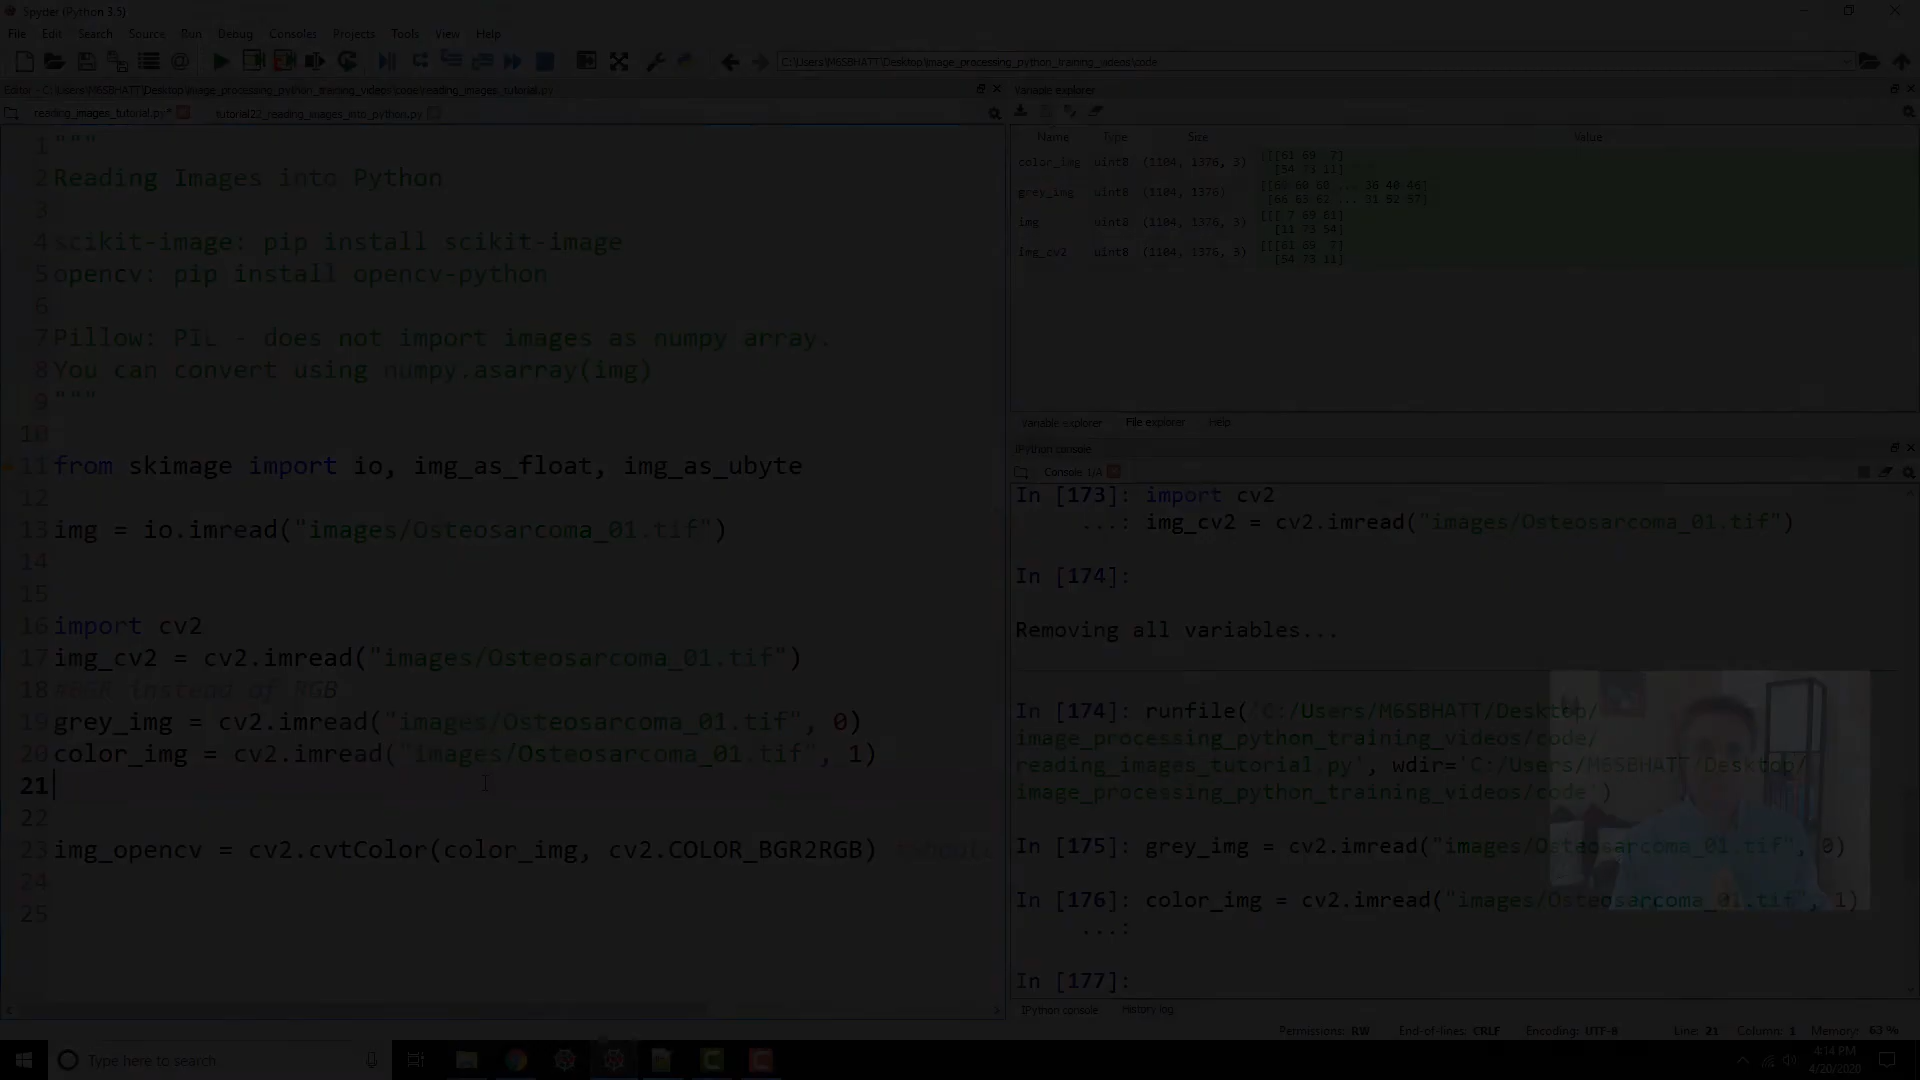 Spyder (Python 3.5)
File Edit Search Source Run Debug Consoles Projects Tools View Help
C:\Users\M6SBHATT\Desktop\image_processing_python_training_videos\code
Editor - C:\Users\M6SBHATT\Desktop\image_processing_python_training_videos\code\reading_images_tutorial.py
reading_images_tutorial.py*
tutorial22_reading_images_into_python.py
1 """
2 Reading Images into Python
3
4 scikit-image: pip install scikit-image
5 opencv: pip install opencv-python
6
7 Pillow: PIL - does not import images as numpy array.
8 You can convert using numpy.asarray(img)
9 """
10
11 from skimage import io, img_as_float, img_as_ubyte
12
13 img = io.imread("images/Osteosarcoma_01.tif")
14
15
16 import cv2
17 img_cv2 = cv2.imread("images/Osteosarcoma_01.tif")
18 #BGR instead of RGB
19 grey_img = cv2.imread("images/Osteosarcoma_01.tif", 0)
20 color_img = cv2.imread("images/Osteosarcoma_01.tif", 1)
21
22
23 img_opencv = cv2.cvtColor(color_img, cv2.COLOR_BGR2RGB)
24
25
Variable explorer
Name Type Size Value
color_img uint8 (1104, 1376, 3) [[[61 69 7]
[54 73 11]
grey_img uint8 (1104, 1376)
img uint8 (1104, 1376, 3) [[[ 7 69 61]
[11 73 54]
img_cv2 uint8 (1104, 1376, 3) [[[61 69 7]
[54 73 11]
Variable explorer File explorer Help
IPython console
Console 1/A
In [173]: import cv2
...: img_cv2 = cv2.imread("images/Osteosarcoma_01.tif")
In [174]:
Removing all variables...
In [174]: runfile('C:/Users/M6SBHATT/Desktop/
image_processing_python_training_videos/code/
reading_images_tutorial.py', wdir='C:/Users/M6SBHATT/Desktop/
image_processing_python_training_videos/code')
In [175]: grey_img = cv2.imread("images/Osteosarcoma_01.tif", 0)
In [176]: color_img = cv2.imread("images/Osteosarcoma_01.tif", 1)
...:
In [177]:
IPython console History log
Permissions: RW End-of-lines: CRLF Encoding: UTF-8 Line: 21 Column: 1 Memory: 63 %
Type here to search
4:14 PM
4/20/2020